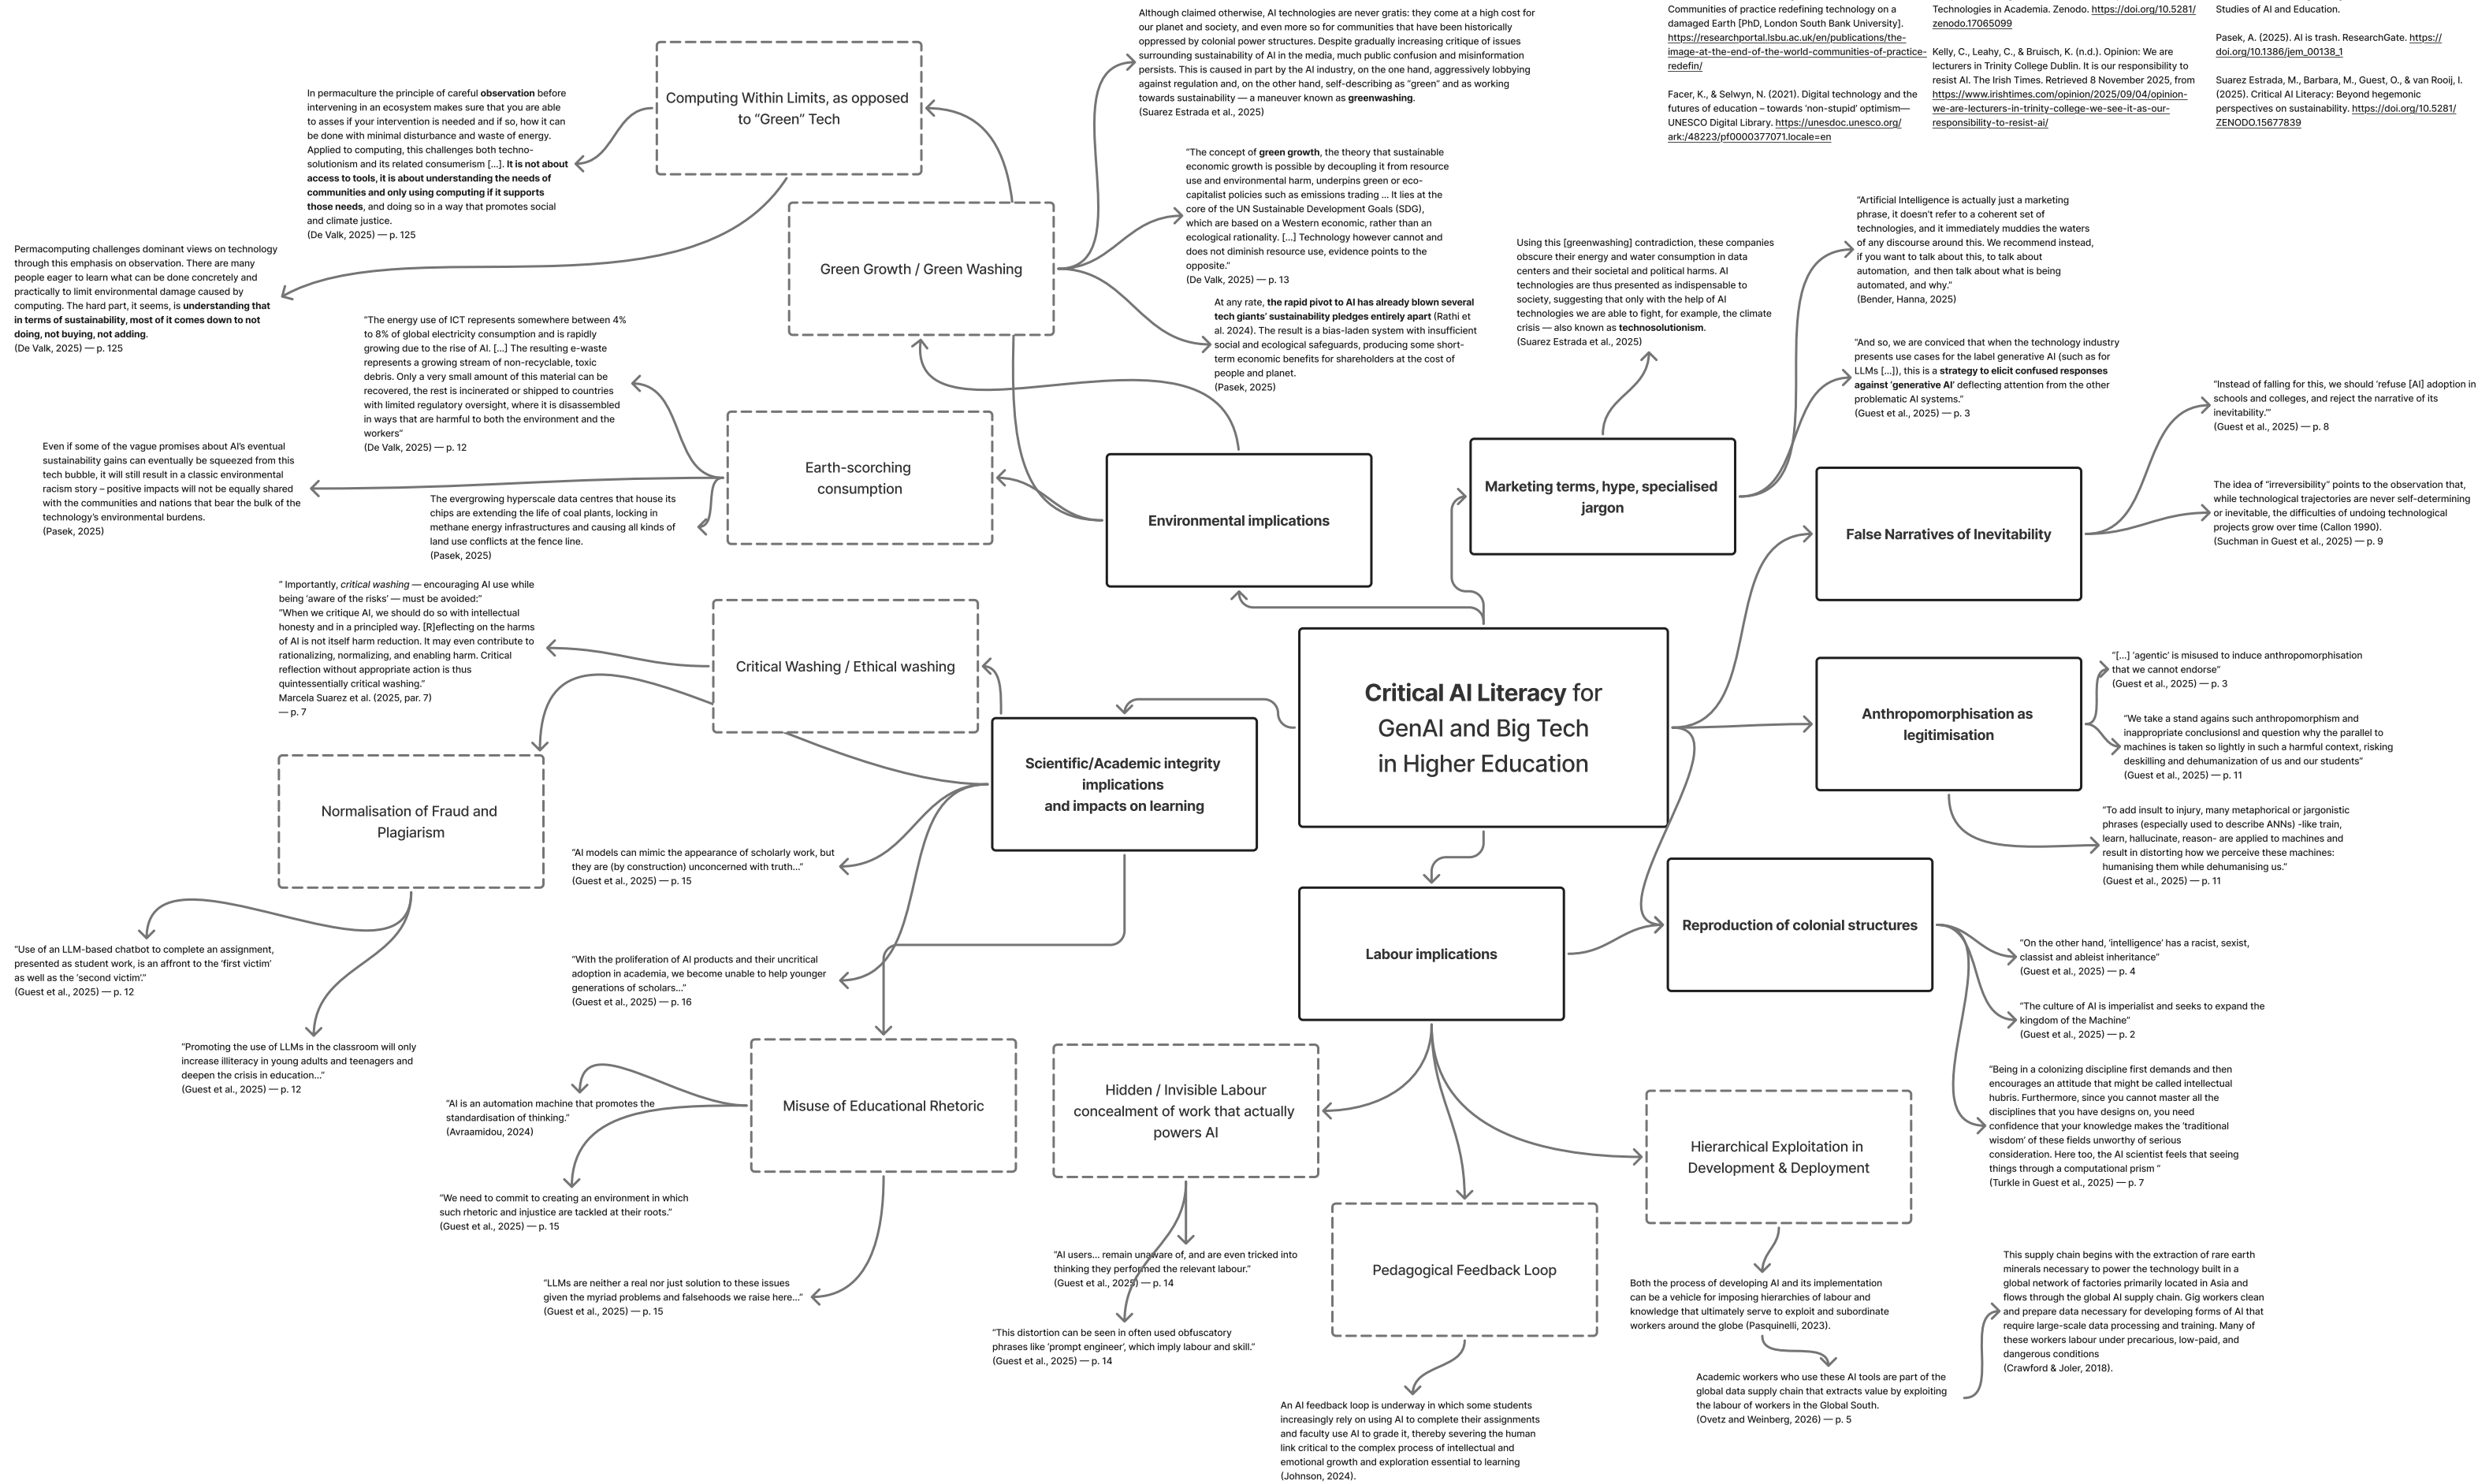 Although claimed otherwise, AI technologies are never gratis: they come at a high cost for
our planet and society, and even more so for communities that have been historically
oppressed by colonial power structures. Despite gradually increasing critique of issues
surrounding sustainability of AI in the media, much public confusion and misinformation
persists. This is caused in part by the AI industry, on the one hand, aggressively lobbying
against regulation and, on the other hand, self-describing as "green" and as working
towards sustainability — a maneuver known as greenwashing.
(Suarez Estrada et al., 2025)
Communities of practice redefining technology on a
damaged Earth [PhD, London South Bank University].
https://researchportal.lsbu.ac.uk/en/publications/the-
image-at-the-end-of-the-world-communities-of-practice-
redefin/
Facer, K., & Selwyn, N. (2021). Digital technology and the
futures of education – towards 'non-stupid' optimism—
UNESCO Digital Library. https://unesdoc.unesco.org/
ark:/48223/pf0000377071.locale=en
Technologies in Academia. Zenodo. https://doi.org/10.5281/
zenodo.17065099
Kelly, C., Leahy, C., & Bruisch, K. (n.d.). Opinion: We are
lecturers in Trinity College Dublin. It is our responsibility to
resist AI. The Irish Times. Retrieved 8 November 2025, from
https://www.irishtimes.com/opinion/2025/09/04/opinion-
we-are-lecturers-in-trinity-college-we-see-it-as-our-
responsibility-to-resist-ai/
Studies of AI and Education.
Pasek, A. (2025). AI is trash. ResearchGate. https://
doi.org/10.1386/jem_00138_1
Suarez Estrada, M., Barbara, M., Guest, O., & van Rooij, I.
(2025). Critical AI Literacy: Beyond hegemonic
perspectives on sustainability. https://doi.org/10.5281/
ZENODO.15677839
Computing Within Limits, as opposed
to "Green" Tech
In permaculture the principle of careful observation before
intervening in an ecosystem makes sure that you are able
to asses if your intervention is needed and if so, how it can
be done with minimal disturbance and waste of energy.
Applied to computing, this challenges both techno-
solutionism and its related consumerism [...]. It is not about
access to tools, it is about understanding the needs of
communities and only using computing if it supports
those needs, and doing so in a way that promotes social
and climate justice.
(De Valk, 2025) — p. 125
Permacomputing challenges dominant views on technology
through this emphasis on observation. There are many
people eager to learn what can be done concretely and
practically to limit environmental damage caused by
computing. The hard part, it seems, is understanding that
in terms of sustainability, most of it comes down to not
doing, not buying, not adding.
(De Valk, 2025) — p. 125
Green Growth / Green Washing
"The concept of green growth, the theory that sustainable
economic growth is possible by decoupling it from resource
use and environmental harm, underpins green or eco-
capitalist policies such as emissions trading ... It lies at the
core of the UN Sustainable Development Goals (SDG),
which are based on a Western economic, rather than an
ecological rationality. [...] Technology however cannot and
does not diminish resource use, evidence points to the
opposite."
(De Valk, 2025) — p. 13
At any rate, the rapid pivot to AI has already blown several
tech giants' sustainability pledges entirely apart (Rathi et
al. 2024). The result is a bias-laden system with insufficient
social and ecological safeguards, producing some short-
term economic benefits for shareholders at the cost of
people and planet.
(Pasek, 2025)
Using this [greenwashing] contradiction, these companies
obscure their energy and water consumption in data
centers and their societal and political harms. AI
technologies are thus presented as indispensable to
society, suggesting that only with the help of AI
technologies we are able to fight, for example, the climate
crisis — also known as technosolutionism.
(Suarez Estrada et al., 2025)
"Artificial Intelligence is actually just a marketing
phrase, it doesn't refer to a coherent set of
technologies, and it immediately muddies the waters
of any discourse around this. We recommend instead,
if you want to talk about this, to talk about
automation, and then talk about what is being
automated, and why."
(Bender, Hanna, 2025)
"And so, we are conviced that when the technology industry
presents use cases for the label generative AI (such as for
LLMs [...]), this is a strategy to elicit confused responses
against 'generative AI' deflecting attention from the other
problematic AI systems."
(Guest et al., 2025) — p. 3
"Instead of falling for this, we should 'refuse [AI] adoption in
schools and colleges, and reject the narrative of its
inevitability.'"
(Guest et al., 2025) — p. 8
The idea of "irreversibility" points to the observation that,
while technological trajectories are never self-determining
or inevitable, the difficulties of undoing technological
projects grow over time (Callon 1990).
(Suchman in Guest et al., 2025) — p. 9
"The energy use of ICT represents somewhere between 4%
to 8% of global electricity consumption and is rapidly
growing due to the rise of AI. [...] The resulting e-waste
represents a growing stream of non-recyclable, toxic
debris. Only a very small amount of this material can be
recovered, the rest is incinerated or shipped to countries
with limited regulatory oversight, where it is disassembled
in ways that are harmful to both the environment and the
workers"
(De Valk, 2025) — p. 12
Even if some of the vague promises about AI's eventual
sustainability gains can eventually be squeezed from this
tech bubble, it will still result in a classic environmental
racism story – positive impacts will not be equally shared
with the communities and nations that bear the bulk of the
technology's environmental burdens.
(Pasek, 2025)
The evergrowing hyperscale data centres that house its
chips are extending the life of coal plants, locking in
methane energy infrastructures and causing all kinds of
land use conflicts at the fence line.
(Pasek, 2025)
Earth-scorching
consumption
Environmental implications
Marketing terms, hype, specialised
jargon
False Narratives of Inevitability
" Importantly, critical washing — encouraging AI use while
being 'aware of the risks' — must be avoided:"
"When we critique AI, we should do so with intellectual
honesty and in a principled way. [R]eflecting on the harms
of AI is not itself harm reduction. It may even contribute to
rationalizing, normalizing, and enabling harm. Critical
reflection without appropriate action is thus
quintessentially critical washing."
Marcela Suarez et al. (2025, par. 7)
— p. 7
Critical Washing / Ethical washing
Critical AI Literacy for
GenAI and Big Tech
in Higher Education
Anthropomorphisation as
legitimisation
"[...] 'agentic' is misused to induce anthropomorphisation
that we cannot endorse"
(Guest et al., 2025) — p. 3
"We take a stand agains such anthropomorphism and
inappropriate conclusionsl and question why the parallel to
machines is taken so lightly in such a harmful context, risking
deskilling and dehumanization of us and our students"
(Guest et al., 2025) — p. 11
"To add insult to injury, many metaphorical or jargonistic
phrases (especially used to describe ANNs) -like train,
learn, hallucinate, reason- are applied to machines and
result in distorting how we perceive these machines:
humanising them while dehumanising us."
(Guest et al., 2025) — p. 11
Scientific/Academic integrity
implications
and impacts on learning
Normalisation of Fraud and
Plagiarism
"AI models can mimic the appearance of scholarly work, but
they are (by construction) unconcerned with truth..."
(Guest et al., 2025) — p. 15
"With the proliferation of AI products and their uncritical
adoption in academia, we become unable to help younger
generations of scholars..."
(Guest et al., 2025) — p. 16
"Use of an LLM-based chatbot to complete an assignment,
presented as student work, is an affront to the 'first victim'
as well as the 'second victim'."
(Guest et al., 2025) — p. 12
"Promoting the use of LLMs in the classroom will only
increase illiteracy in young adults and teenagers and
deepen the crisis in education..."
(Guest et al., 2025) — p. 12
Labour implications
Reproduction of colonial structures
"On the other hand, 'intelligence' has a racist, sexist,
classist and ableist inheritance"
(Guest et al., 2025) — p. 4
"The culture of AI is imperialist and seeks to expand the
kingdom of the Machine"
(Guest et al., 2025) — p. 2
"Being in a colonizing discipline first demands and then
encourages an attitude that might be called intellectual
hubris. Furthermore, since you cannot master all the
disciplines that you have designs on, you need
confidence that your knowledge makes the 'traditional
wisdom' of these fields unworthy of serious
consideration. Here too, the AI scientist feels that seeing
things through a computational prism "
(Turkle in Guest et al., 2025) — p. 7
Misuse of Educational Rhetoric
"AI is an automation machine that promotes the
standardisation of thinking."
(Avraamidou, 2024)
"We need to commit to creating an environment in which
such rhetoric and injustice are tackled at their roots."
(Guest et al., 2025) — p. 15
"LLMs are neither a real nor just solution to these issues
given the myriad problems and falsehoods we raise here..."
(Guest et al., 2025) — p. 15
Hidden / Invisible Labour
concealment of work that actually
powers AI
"AI users... remain unaware of, and are even tricked into
thinking they performed the relevant labour."
(Guest et al., 2025) — p. 14
"This distortion can be seen in often used obfuscatory
phrases like 'prompt engineer', which imply labour and skill."
(Guest et al., 2025) — p. 14
Pedagogical Feedback Loop
An AI feedback loop is underway in which some students
increasingly rely on using AI to complete their assignments
and faculty use AI to grade it, thereby severing the human
link critical to the complex process of intellectual and
emotional growth and exploration essential to learning
(Johnson, 2024).
Hierarchical Exploitation in
Development & Deployment
Both the process of developing AI and its implementation
can be a vehicle for imposing hierarchies of labour and
knowledge that ultimately serve to exploit and subordinate
workers around the globe (Pasquinelli, 2023).
Academic workers who use these AI tools are part of the
global data supply chain that extracts value by exploiting
the labour of workers in the Global South.
(Ovetz and Weinberg, 2026) — p. 5
This supply chain begins with the extraction of rare earth
minerals necessary to power the technology built in a
global network of factories primarily located in Asia and
flows through the global AI supply chain. Gig workers clean
and prepare data necessary for developing forms of AI that
require large-scale data processing and training. Many of
these workers labour under precarious, low-paid, and
dangerous conditions
(Crawford & Joler, 2018).